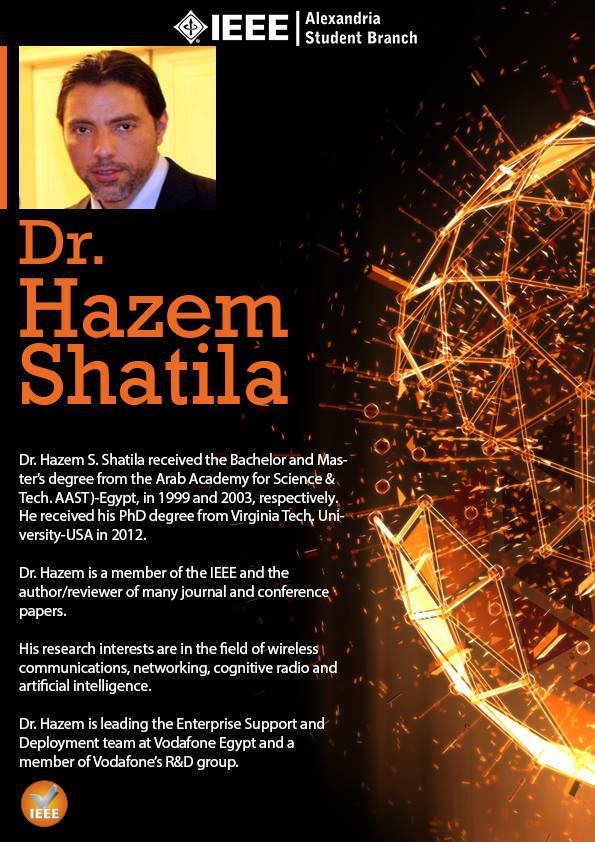 IEEE
Alexandria
Student Branch
Dr.
Hazem
Shatila
Dr. Hazem S. Shatila received the Bachelor and Mas-
ter's degree from the Arab Academy for Science &
Tech. AAST)-Egypt, in 1999 and 2003, respectively.
He received his PhD degree from Virginia Tech. Uni-
versity-USA in 2012.
Dr. Hazem is a member of the IEEE and the
author/reviewer of many journal and conference
papers.
His research interests are in the field of wireless
communications, networking, cognitive radio and
artificial intelligence.
Dr. Hazem is leading the Enterprise Support and
Deployment team at Vodafone Egypt and a
member of Vodafone's R&D group.
IEEE